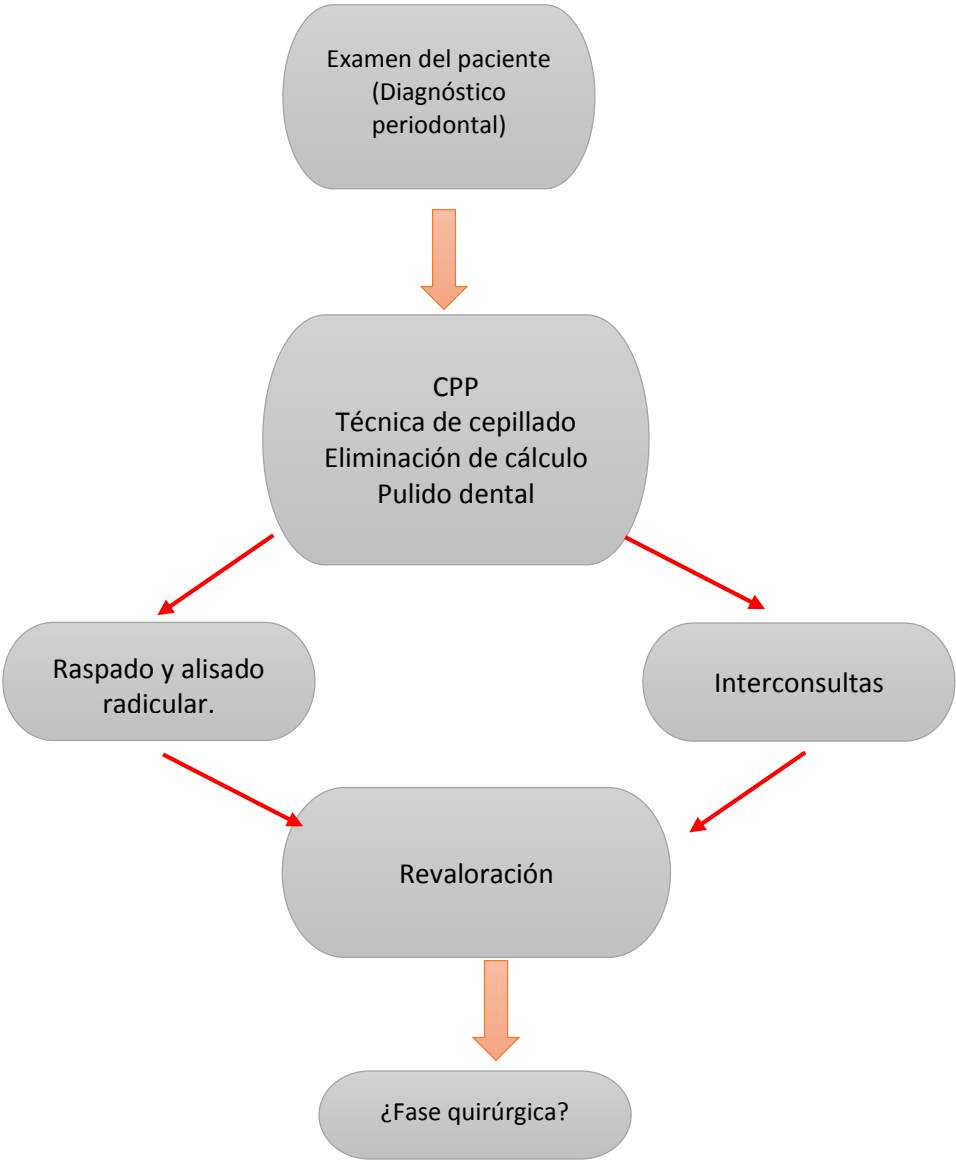 Examen del paciente
(Diagnóstico
periodontal)
CPP
Técnica de cepillado
Eliminación de cálculo
Pulido dental
Raspado y alisado
radicular.
Interconsultas
Revaloración
¿Fase quirúrgica?